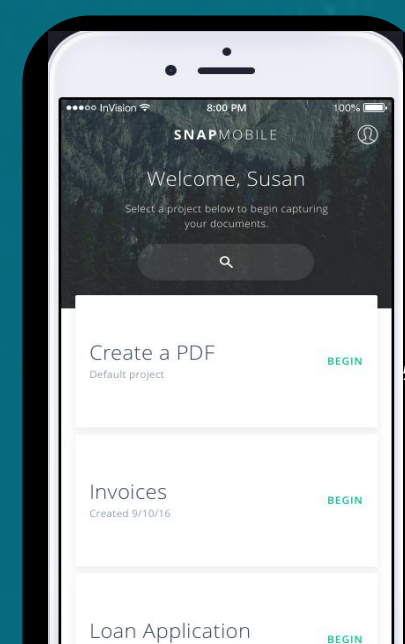 ●●●○○ InVision 8:00 PM 100%
SNAPMOBILE
Welcome, Susan
Select a project below to begin capturing
your documents.
Create a PDF
BEGIN
Default project
Invoices
BEGIN
Created 9/10/16
Loan Application
BEGIN